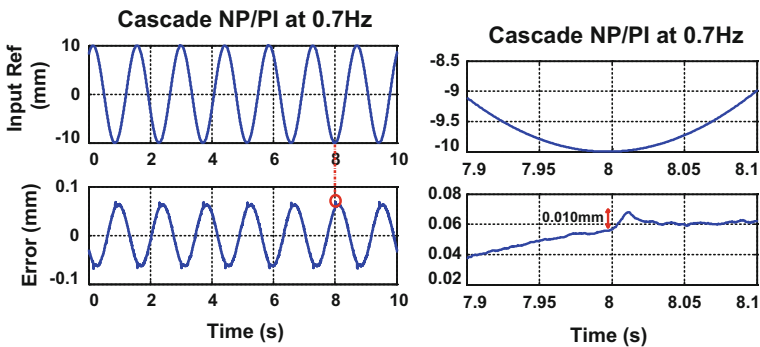 Cascade NP/PI at 0.7Hz
Input Ref
(mm)
10
0
-10
0 2 4 6 8 10
Error (mm)
0.1
0
-0.1
0 2 4 6 8 10
Time (s)
Cascade NP/PI at 0.7Hz
-8.5
-9
-9.5
-10
7.9 7.95 8 8.05 8.1
0.08
0.06
0.04
0.02
0.010mm
7.9 7.95 8 8.05 8.1
Time (s)